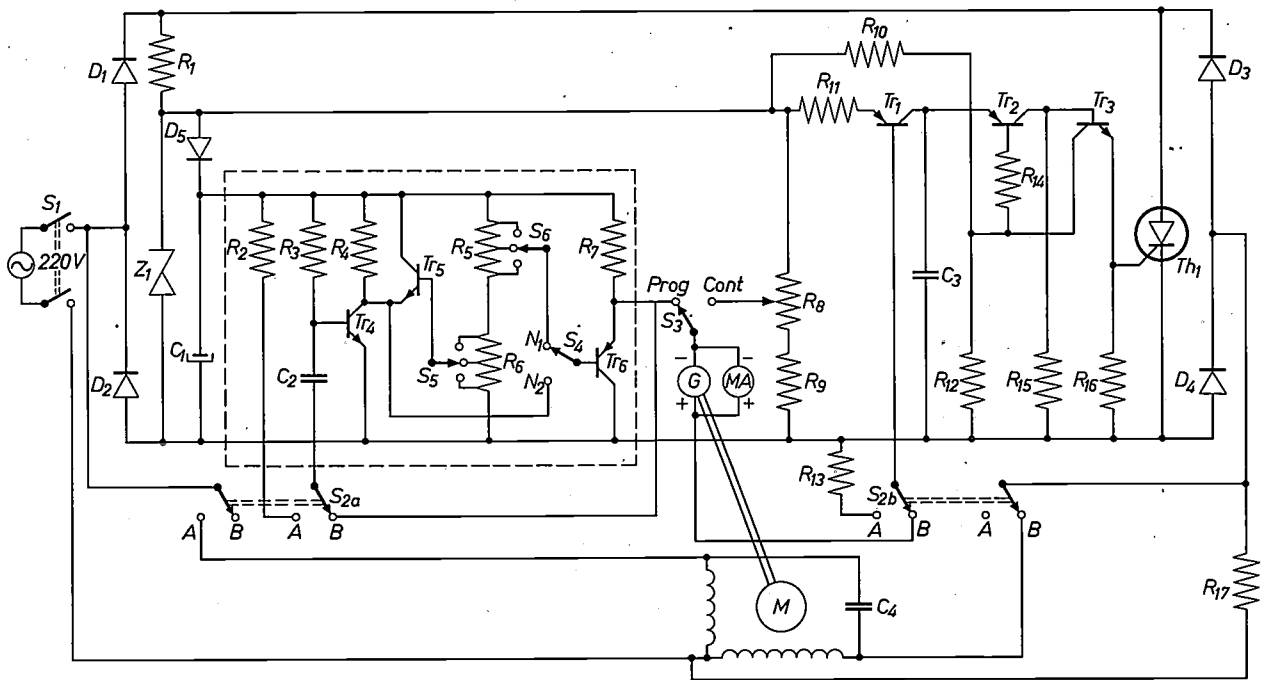 R10
D1
R1
R11
Tr1
Tr2
Tr3
D3
D5
R14
S1
220V
Z1
R2
R3
R4
Tr5
R5
S6
R7
Th1
Prog
Cont
C3
R8
S3
Tr4
N1
S4
C1
S5
R6
Tr6
N2
G
MA
− −
+ +
R9
R12
R15
R16
D4
D2
C2
R13
S2a
S2b
A
B
A
B
A
B
A
B
R17
M
C4